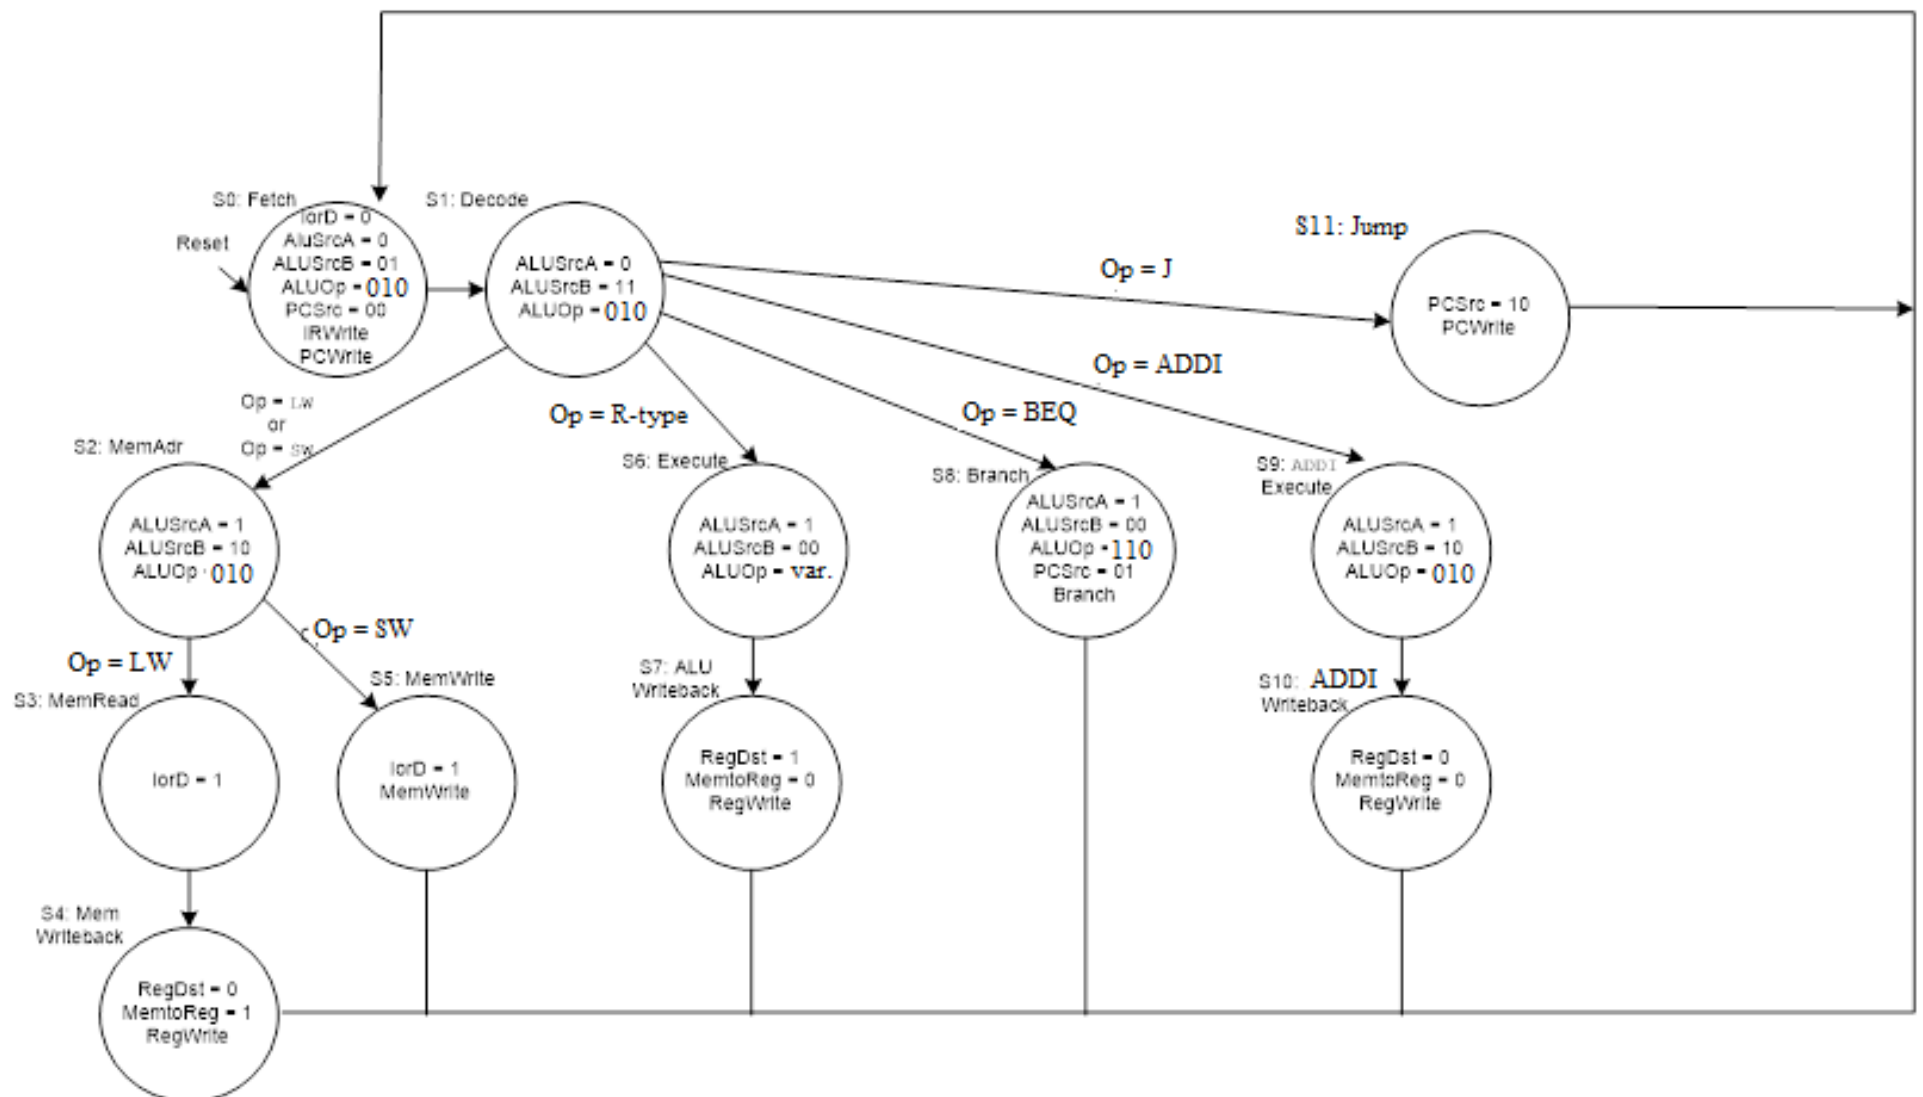 S0: Fetch
Reset
IorD = 0
AluSrcA = 0
ALUSrcB = 01
ALUOp = 010
PCSrc = 00
IRWrite
PCWrite
S1: Decode
ALUSrcA = 0
ALUSrcB = 11
ALUOp = 010
Op = J
S11: Jump
PCSrc = 10
PCWrite
Op = ADDI
Op = BEQ
Op = R-type
Op = LW
or
Op = SW
S2: MemAdr
ALUSrcA = 1
ALUSrcB = 10
ALUOp · 010
S6: Execute
ALUSrcA = 1
ALUSrcB = 00
ALUOp = var.
S8: Branch
ALUSrcA = 1
ALUSrcB = 00
ALUOp = 110
PCSrc = 01
Branch
S9: ADDI
Execute
ALUSrcA = 1
ALUSrcB = 10
ALUOp = 010
Op = LW
Op = SW
S3: MemRead
IorD = 1
S5: MemWrite
IorD = 1
MemWrite
S7: ALU
Writeback
RegDst = 1
MemtoReg = 0
RegWrite
S10: ADDI
Writeback
RegDst = 0
MemtoReg = 0
RegWrite
S4: Mem
Writeback
RegDst = 0
MemtoReg = 1
RegWrite